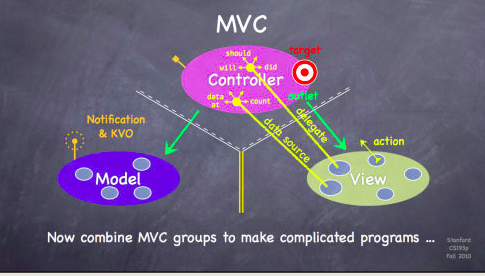 MVC
should
will
did
target
Controller
data
at
count
outlet
Notification
& KVO
data source
delegate
action
Model
View
Now combine MVC groups to make complicated programs ...
Stanford
CS193p
Fall 2010